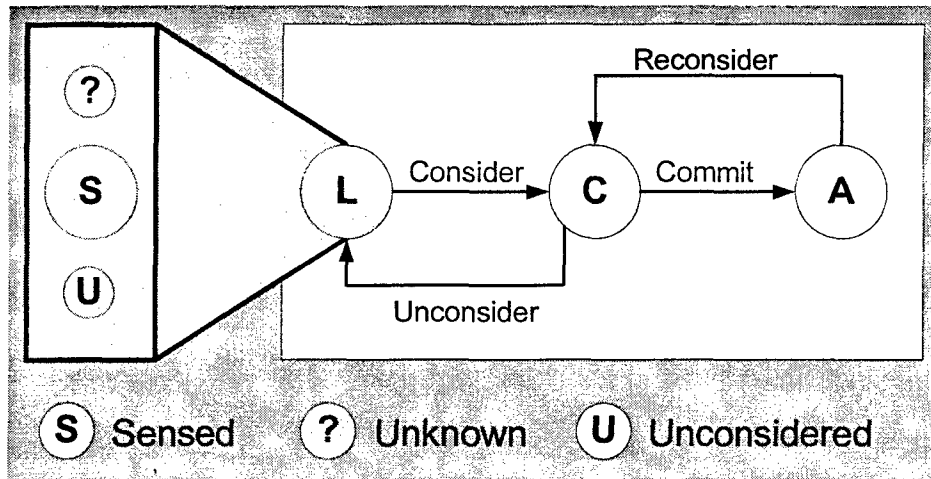 Reconsider
?
S
L
Consider
C
Commit
A
U
Unconsider
S Sensed
? Unknown
U Unconsidered